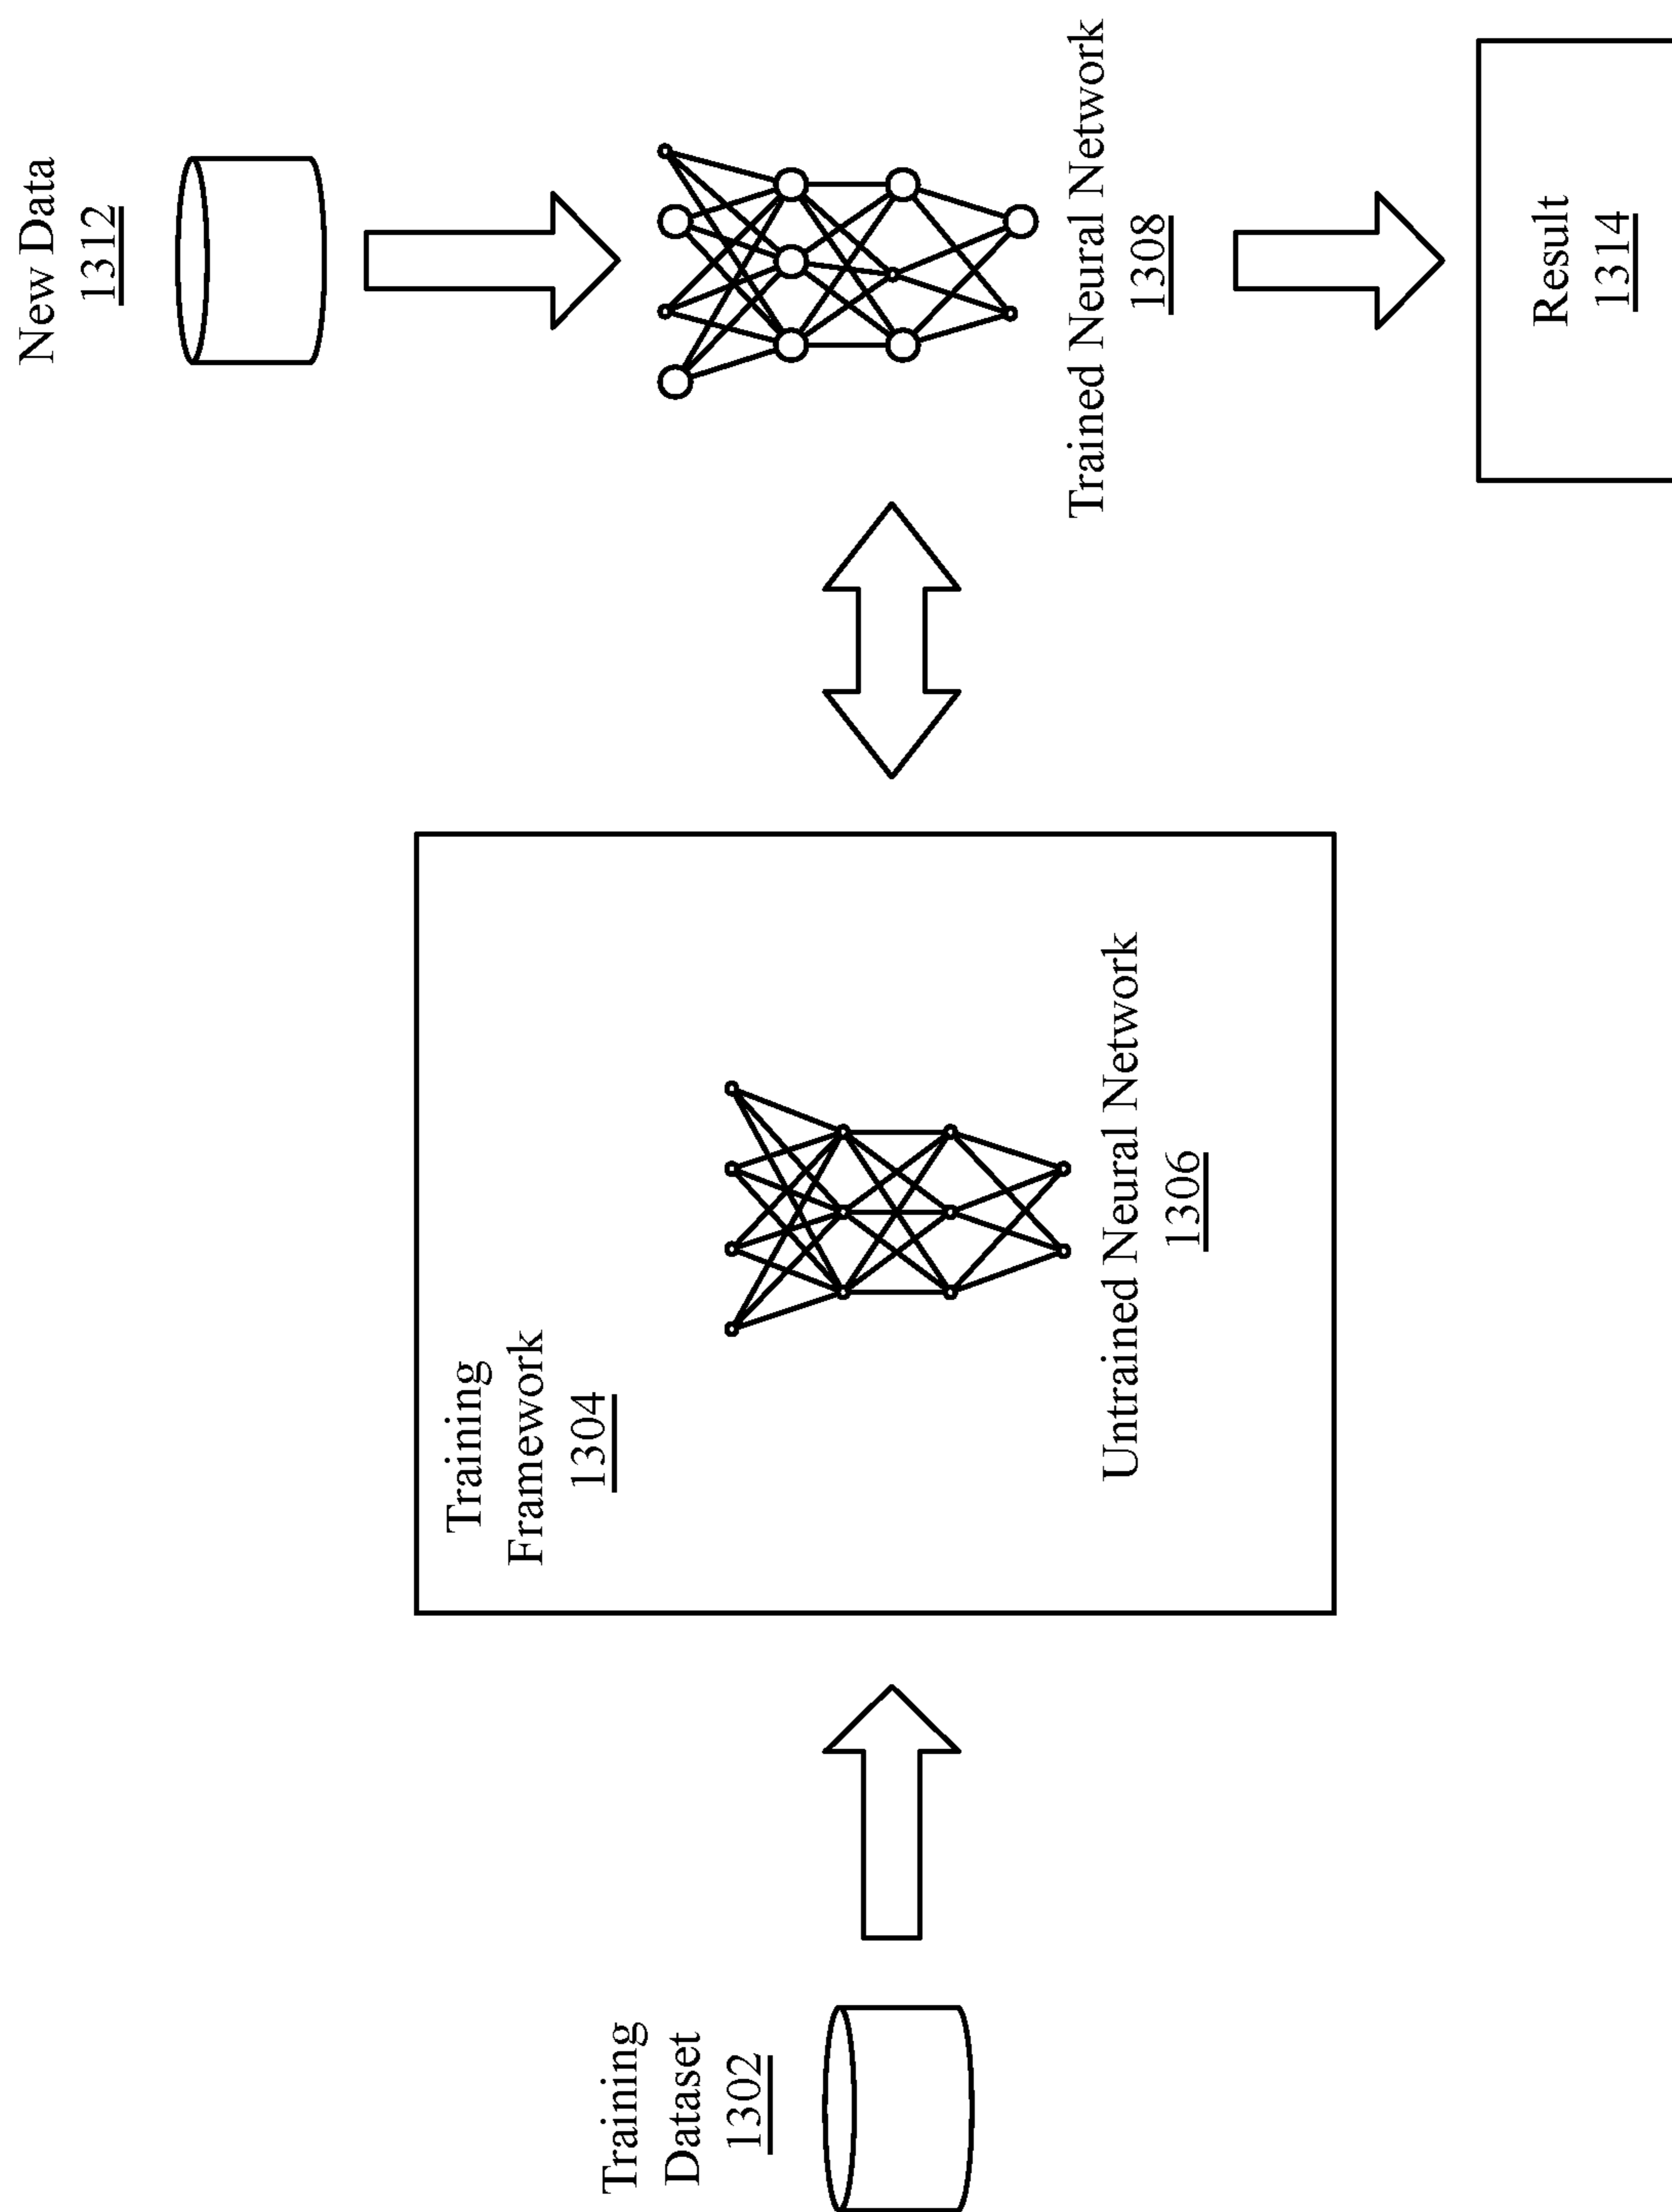 Training
Dataset
1302
Training
Framework
1304
Untrained Neural Network
1306
New Data
1312
Trained Neural Network
1308
Result
1314